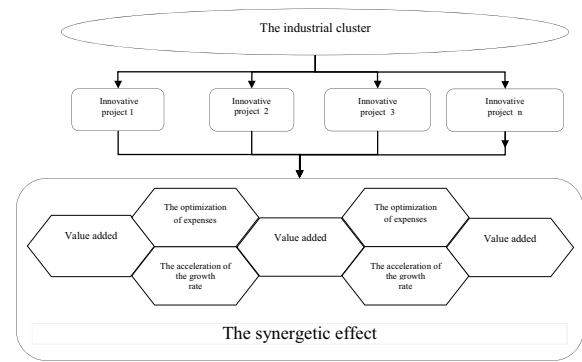 The industrial cluster
Innovative
project 1
Innovative
project 2
Innovative
project 3
Innovative
project n
The optimization
of expenses
The optimization
of expenses
Value added
Value added
Value added
The acceleration of
the growth
rate
The acceleration of
the growth
rate
The synergetic effect